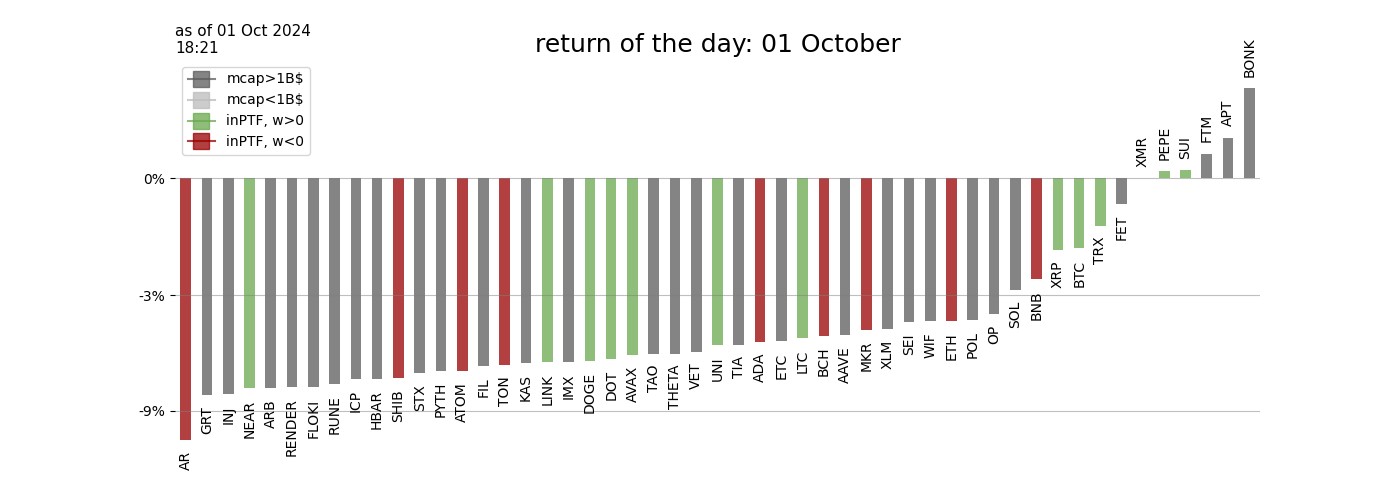 as of 01 Oct 2024
18:21
return of the day: 01 October
mcap>1B$
mcap<1B$
inPTF, w>0
inPTF, w<0
0%
-3%
-9%
AR
GRT
INJ
NEAR
ARB
RENDER
FLOKI
RUNE
ICP
HBAR
SHIB
STX
PYTH
ATOM
FIL
TON
KAS
LINK
IMX
DOGE
DOT
AVAX
TAO
THETA
VET
UNI
TIA
ADA
ETC
LTC
BCH
AAVE
MKR
XLM
SEI
WIF
ETH
POL
OP
SOL
BNB
XRP
BTC
TRX
FET
XMR
PEPE
SUI
FTM
APT
BONK